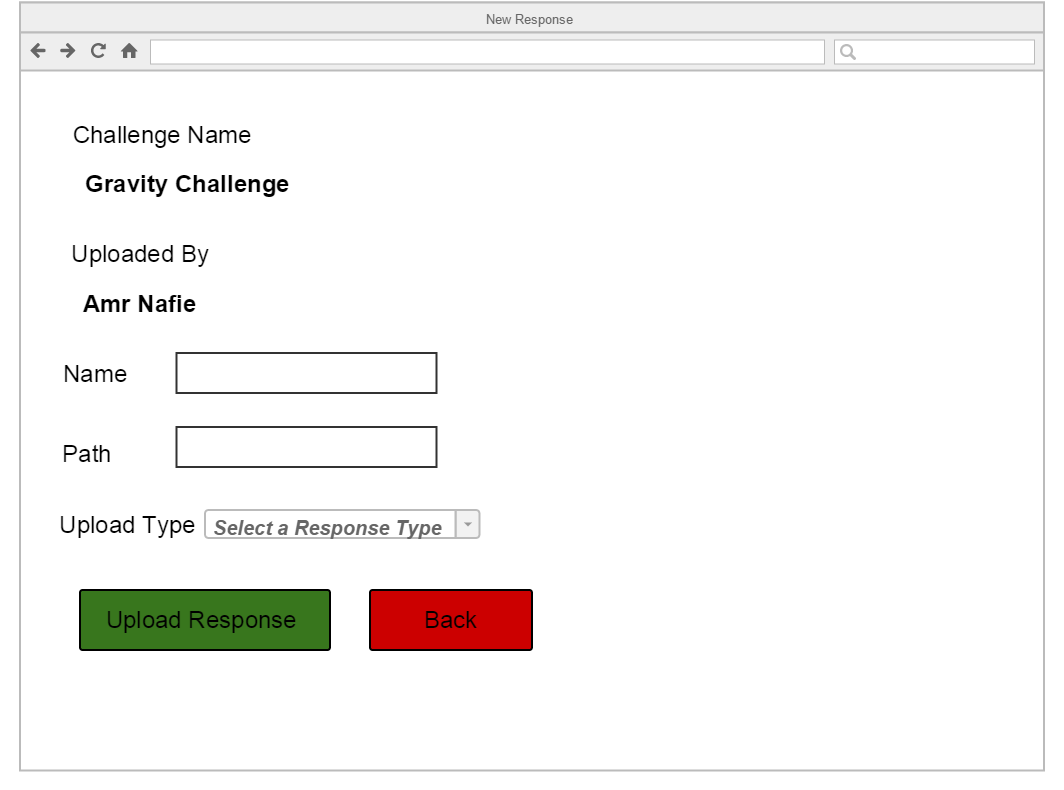 New Response
Challenge Name
Gravity Challenge
Uploaded By
Amr Nafie
Name
Path
Upload Type Select a Response Type
Upload Response Back